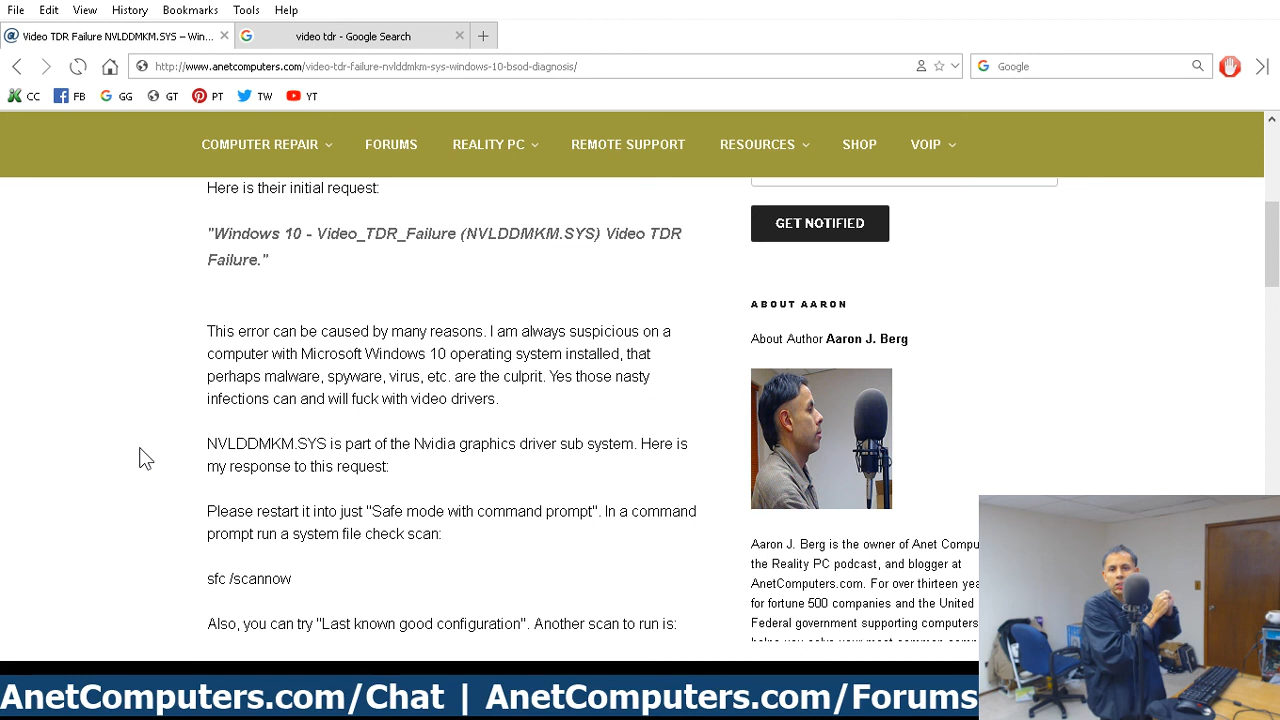 File Edit View History Bookmarks Tools Help
Video TDR Failure NVLDDMKM.SYS – Win...
video tdr - Google Search
http://www.anetcomputers.com/video-tdr-failure-nvlddmkm-sys-windows-10-bsod-diagnosis/
Google
CC FB GG GT PT TW YT
COMPUTER REPAIR FORUMS REALITY PC REMOTE SUPPORT RESOURCES SHOP VOIP
Here is their initial request:
"Windows 10 - Video_TDR_Failure (NVLDDMKM.SYS) Video TDR
Failure."
This error can be caused by many reasons. I am always suspicious on a
computer with Microsoft Windows 10 operating system installed, that
perhaps malware, spyware, virus, etc. are the culprit. Yes those nasty
infections can and will fuck with video drivers.
NVLDDMKM.SYS is part of the Nvidia graphics driver sub system. Here is
my response to this request:
Please restart it into just "Safe mode with command prompt". In a command
prompt run a system file check scan:
sfc /scannow
Also, you can try "Last known good configuration". Another scan to run is:
GET NOTIFIED
ABOUT AARON
About Author Aaron J. Berg
Aaron J. Berg is the owner of Anet Compu
the Reality PC podcast, and blogger at
AnetComputers.com. For over thirteen yea
for fortune 500 companies and the United
Federal government supporting computers
AnetComputers.com/Chat | AnetComputers.com/Forums